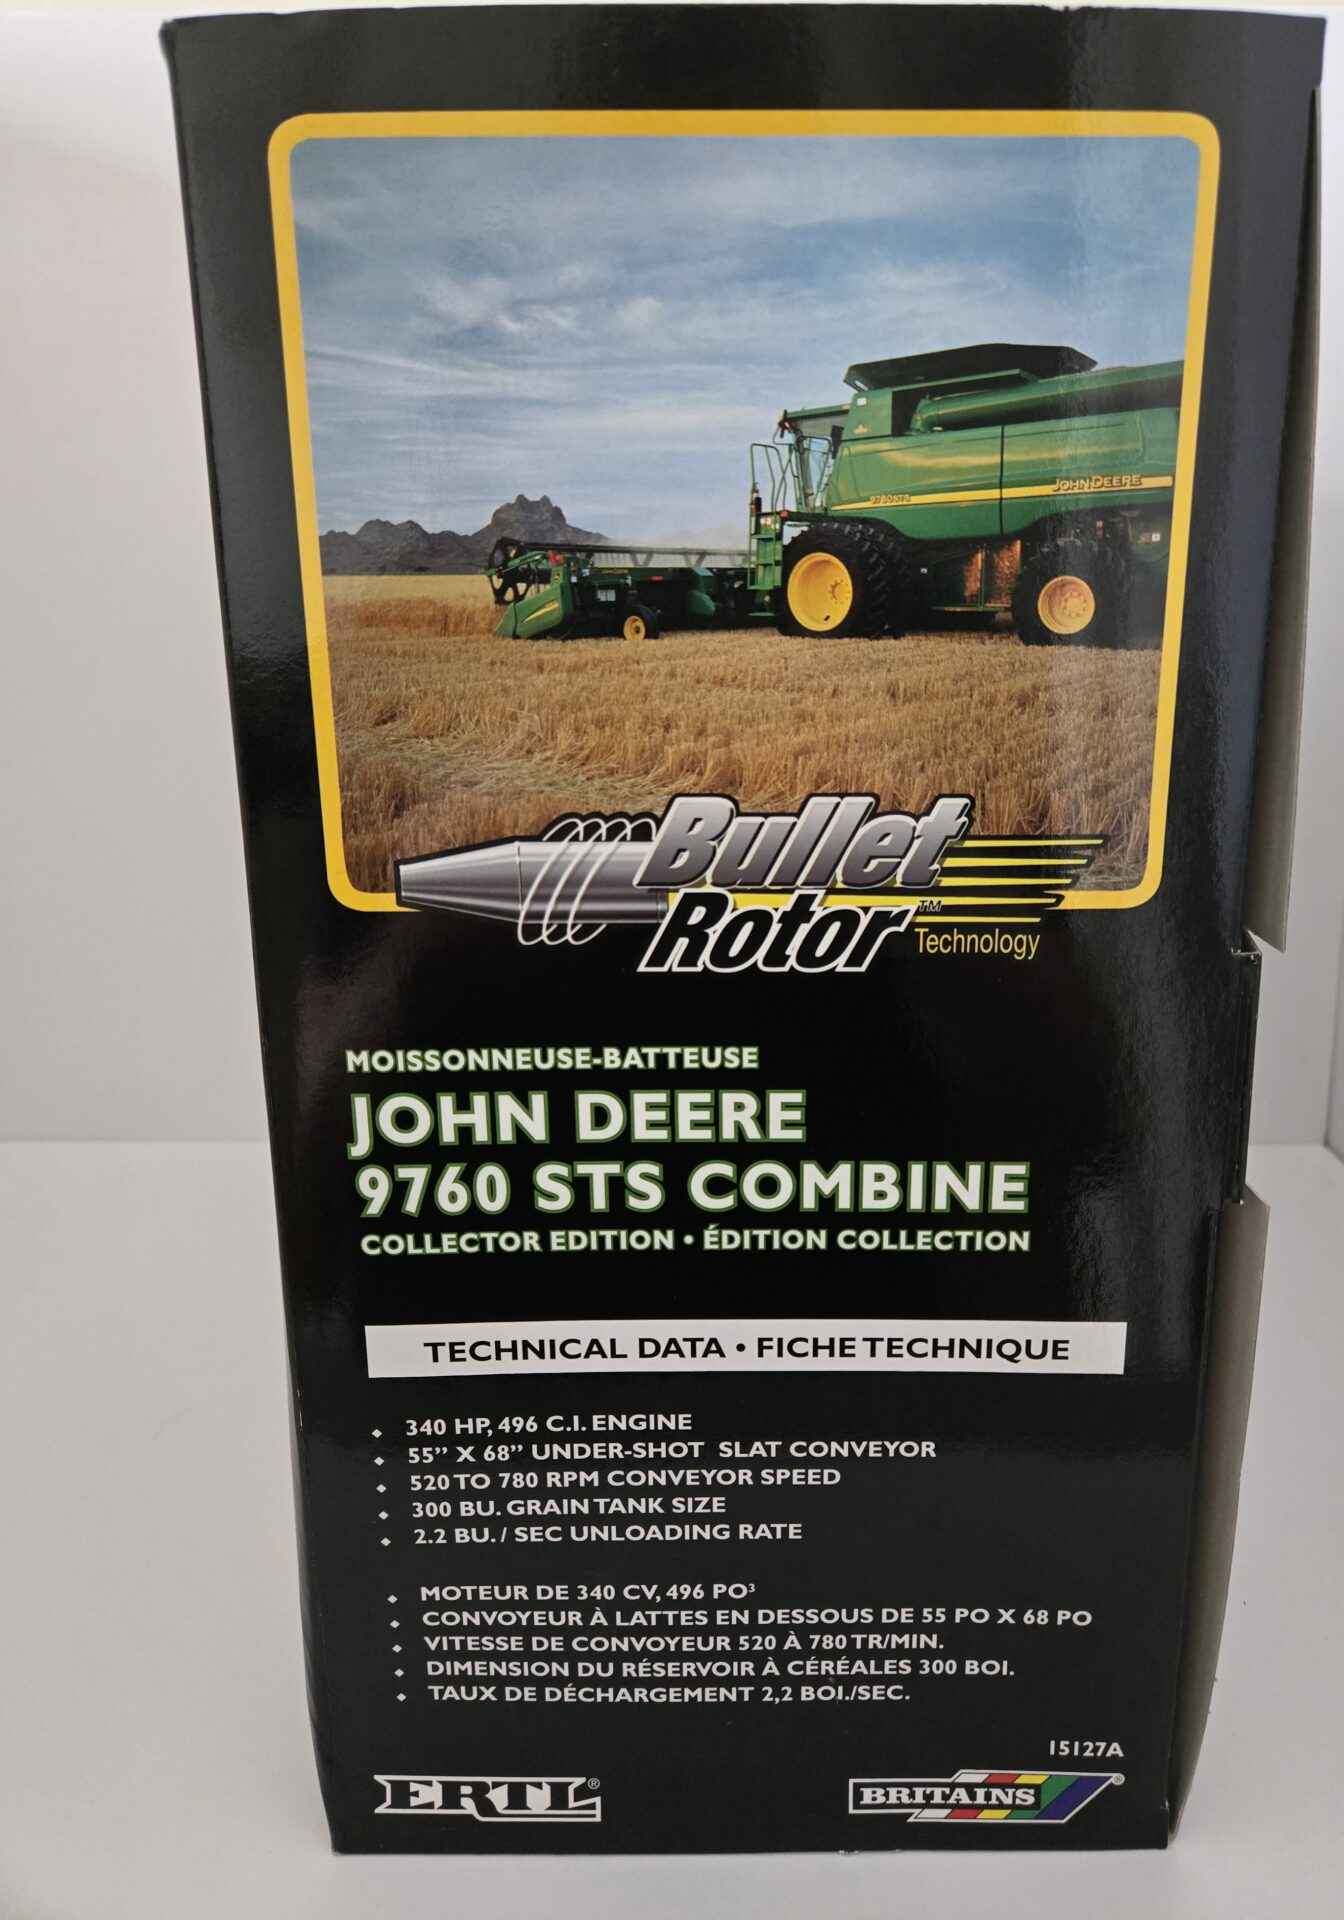 JOHN DEERE
9760 STS
Bullet
Rotor™
Technology
MOISSONNEUSE-BATTEUSE
JOHN DEERE
9760 STS COMBINE
COLLECTOR EDITION • ÉDITION COLLECTION
TECHNICAL DATA • FICHE TECHNIQUE
340 HP, 496 C.I. ENGINE
55” X 68” UNDER-SHOT SLAT CONVEYOR
520 TO 780 RPM CONVEYOR SPEED
300 BU. GRAIN TANK SIZE
2.2 BU. / SEC UNLOADING RATE
MOTEUR DE 340 CV, 496 PO³
CONVOYEUR À LATTES EN DESSOUS DE 55 PO X 68 PO
VITESSE DE CONVOYEUR 520 À 780 TR/MIN.
DIMENSION DU RÉSERVOIR À CÉRÉALES 300 BOI.
TAUX DE DÉCHARGEMENT 2,2 BOI./SEC.
15127A
ERTL®
BRITAINS®